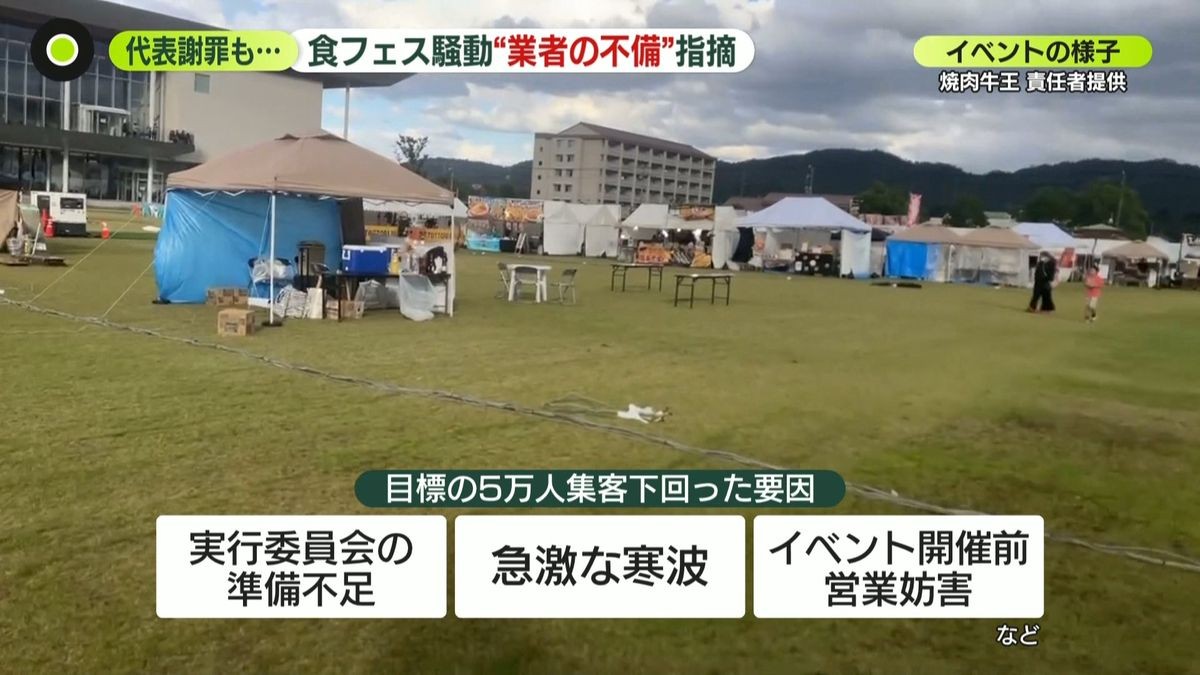 代表謝罪も…
食フェス騒動“業者の不備”指摘
イベントの様子
焼肉牛王 責任者提供
目標の5万人集客下回った要因
実行委員会の
準備不足
急激な寒波
イベント開催前
営業妨害
など